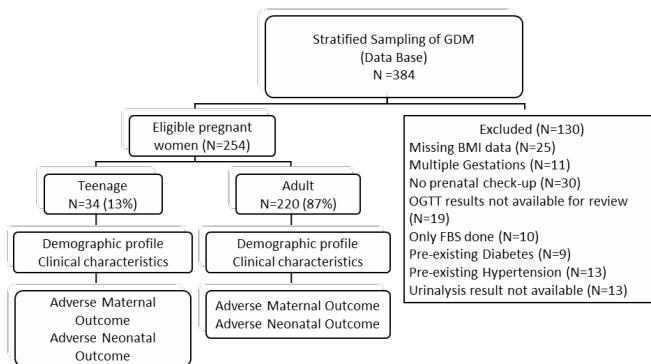 Stratified Sampling of GDM
(Data Base)
N =384
Eligible pregnant
women (N=254)
Excluded (N=130)
Missing BMI data (N=25)
Multiple Gestations (N=11)
No prenatal check-up (N=30)
OGTT results not available for review
(N=19)
Only FBS done (N=10)
Pre-existing Diabetes (N=9)
Pre-existing Hypertension (N=13)
Urinalysis result not available (N=13)
Teenage
N=34 (13%)
Adult
N=220 (87%)
Demographic profile
Clinical characteristics
Demographic profile
Clinical characteristics
Adverse Maternal
Outcome
Adverse Neonatal
Outcome
Adverse Maternal Outcome
Adverse Neonatal Outcome